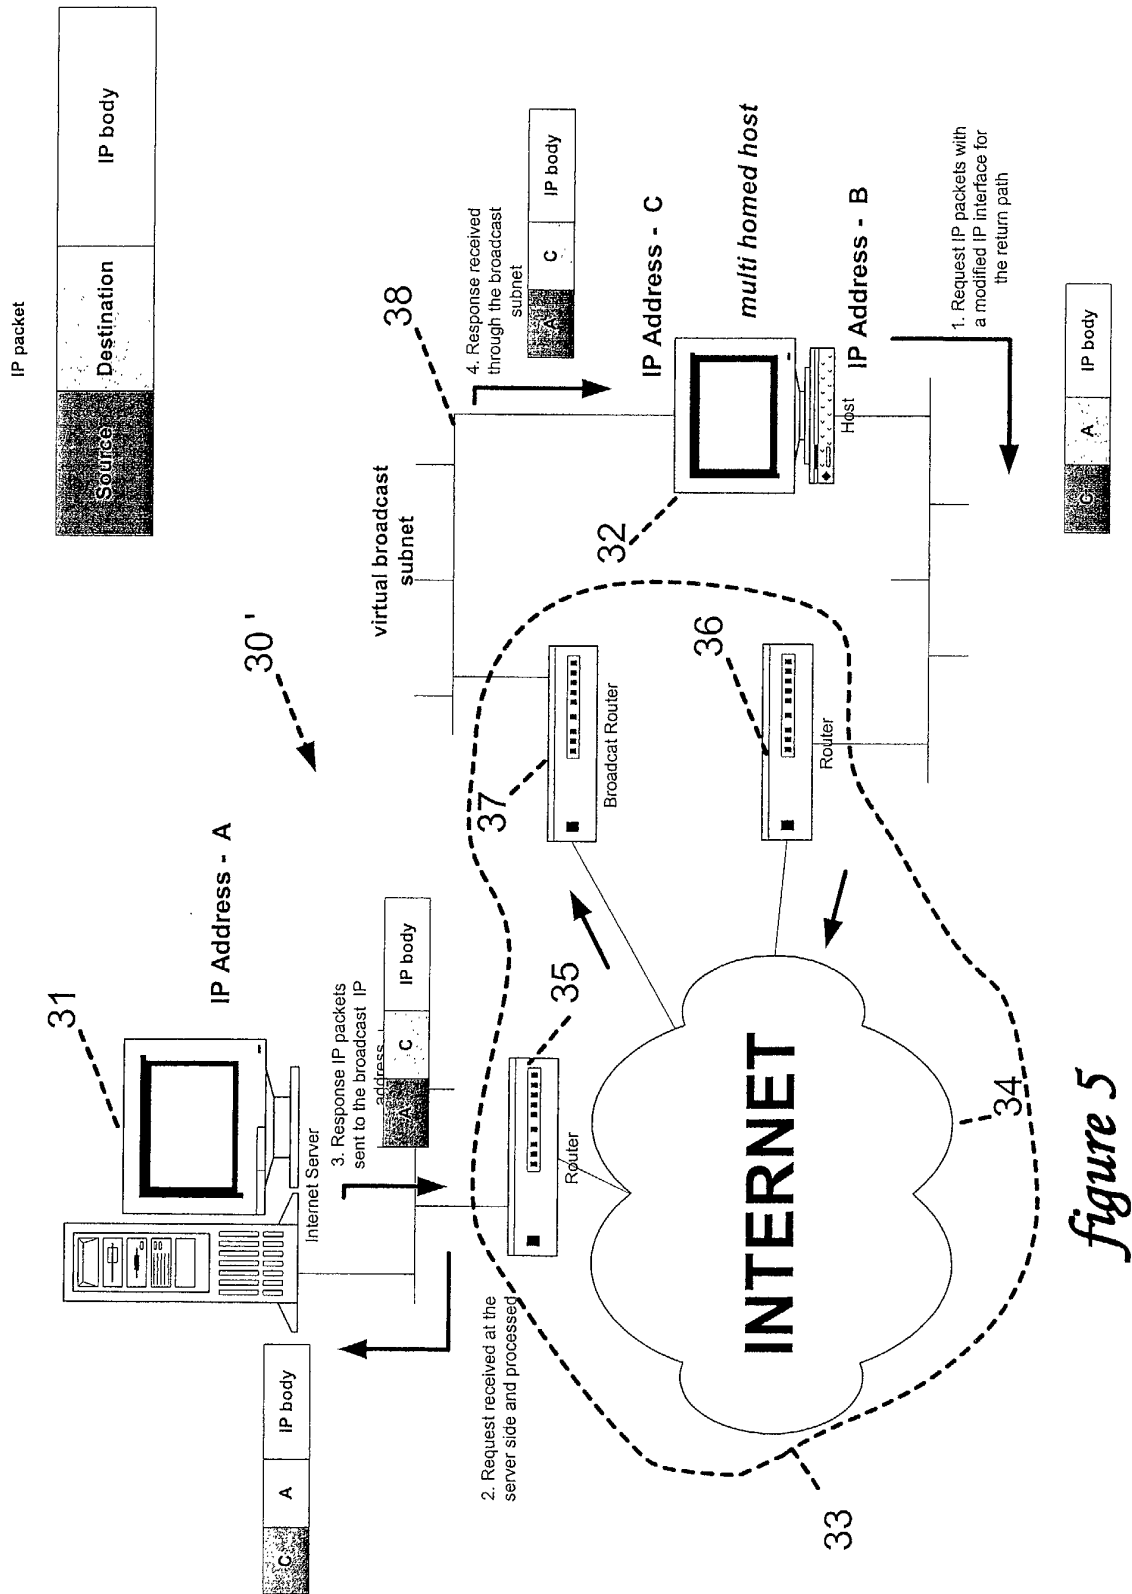 IP packet
Source
Destination
IP body
30 '
31
IP Address - A
Internet Server
C
A
IP body
2. Request received at the
server side and processed
3. Response IP packets
sent to the broadcast IP
address
A
C
IP body
35
Router
virtual broadcast
subnet
38
4. Response received
through the broadcast
subnet
A
C
IP body
37
Broadcat Router
36
Router
32
IP Address - C
multi homed host
Host
IP Address - B
1. Request IP packets with
a modified IP interface for
the return path
C
A
IP body
INTERNET
34
33
figure 5